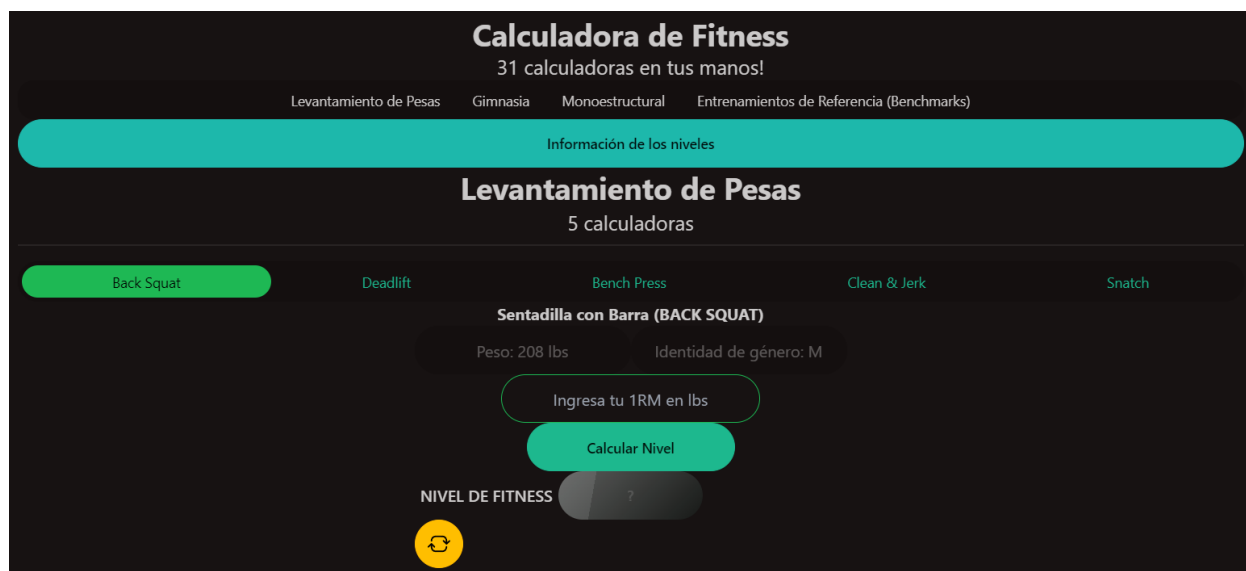 Calculadora de Fitness
31 calculadoras en tus manos!
Levantamiento de Pesas Gimnasia Monoestructural Entrenamientos de Referencia (Benchmarks)
Información de los niveles
Levantamiento de Pesas
5 calculadoras
Back Squat Deadlift Bench Press Clean & Jerk Snatch
Sentadilla con Barra (BACK SQUAT)
Peso: 208 lbs Identidad de género: M
Ingresa tu 1RM en lbs
Calcular Nivel
NIVEL DE FITNESS ?